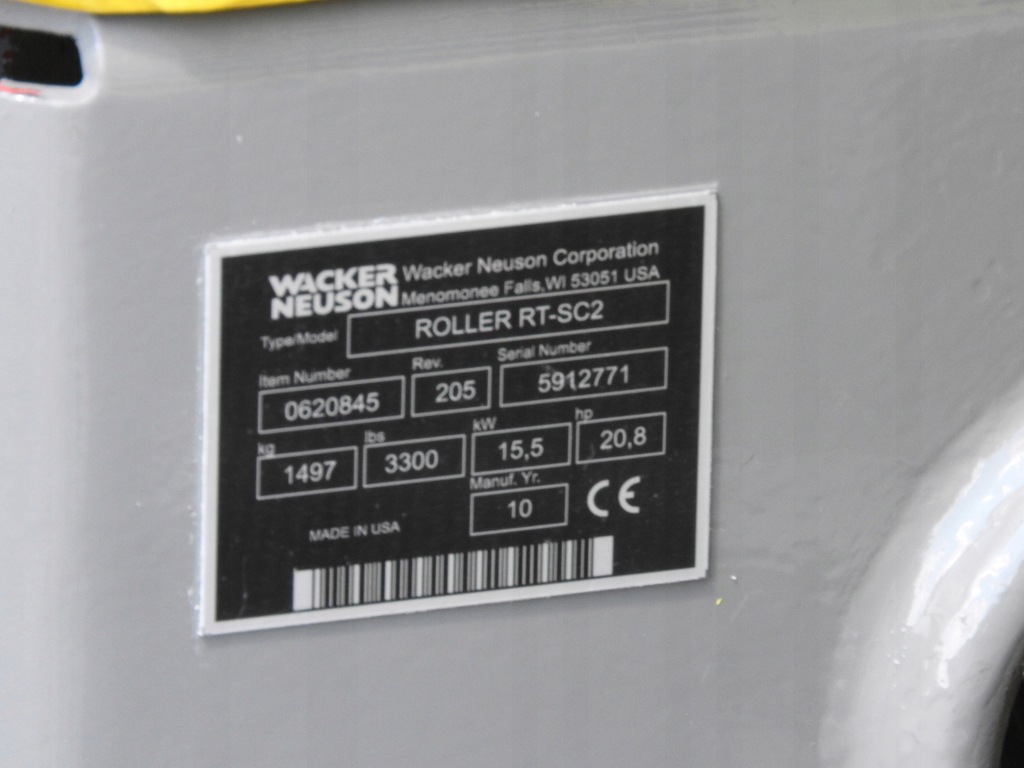 WACKER NEUSON
Wacker Neuson Corporation
Menomonee Falls, WI 53051 USA
Type/Model ROLLER RT-SC2
Item Number Rev. Serial Number
0620845 205 5912771
kg lbs kW hp
1497 3300 15,5 20,8
Manuf. Yr.
10 CE
MADE IN USA